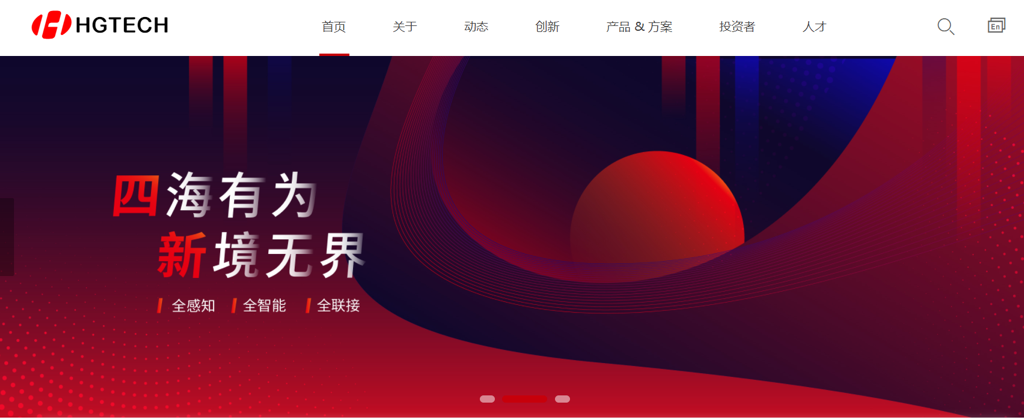 HGTECH 首页 关于 动态 创新 产品 & 方案 投资者 人才 En
四海有为
新境无界
全感知 全智能 全联接